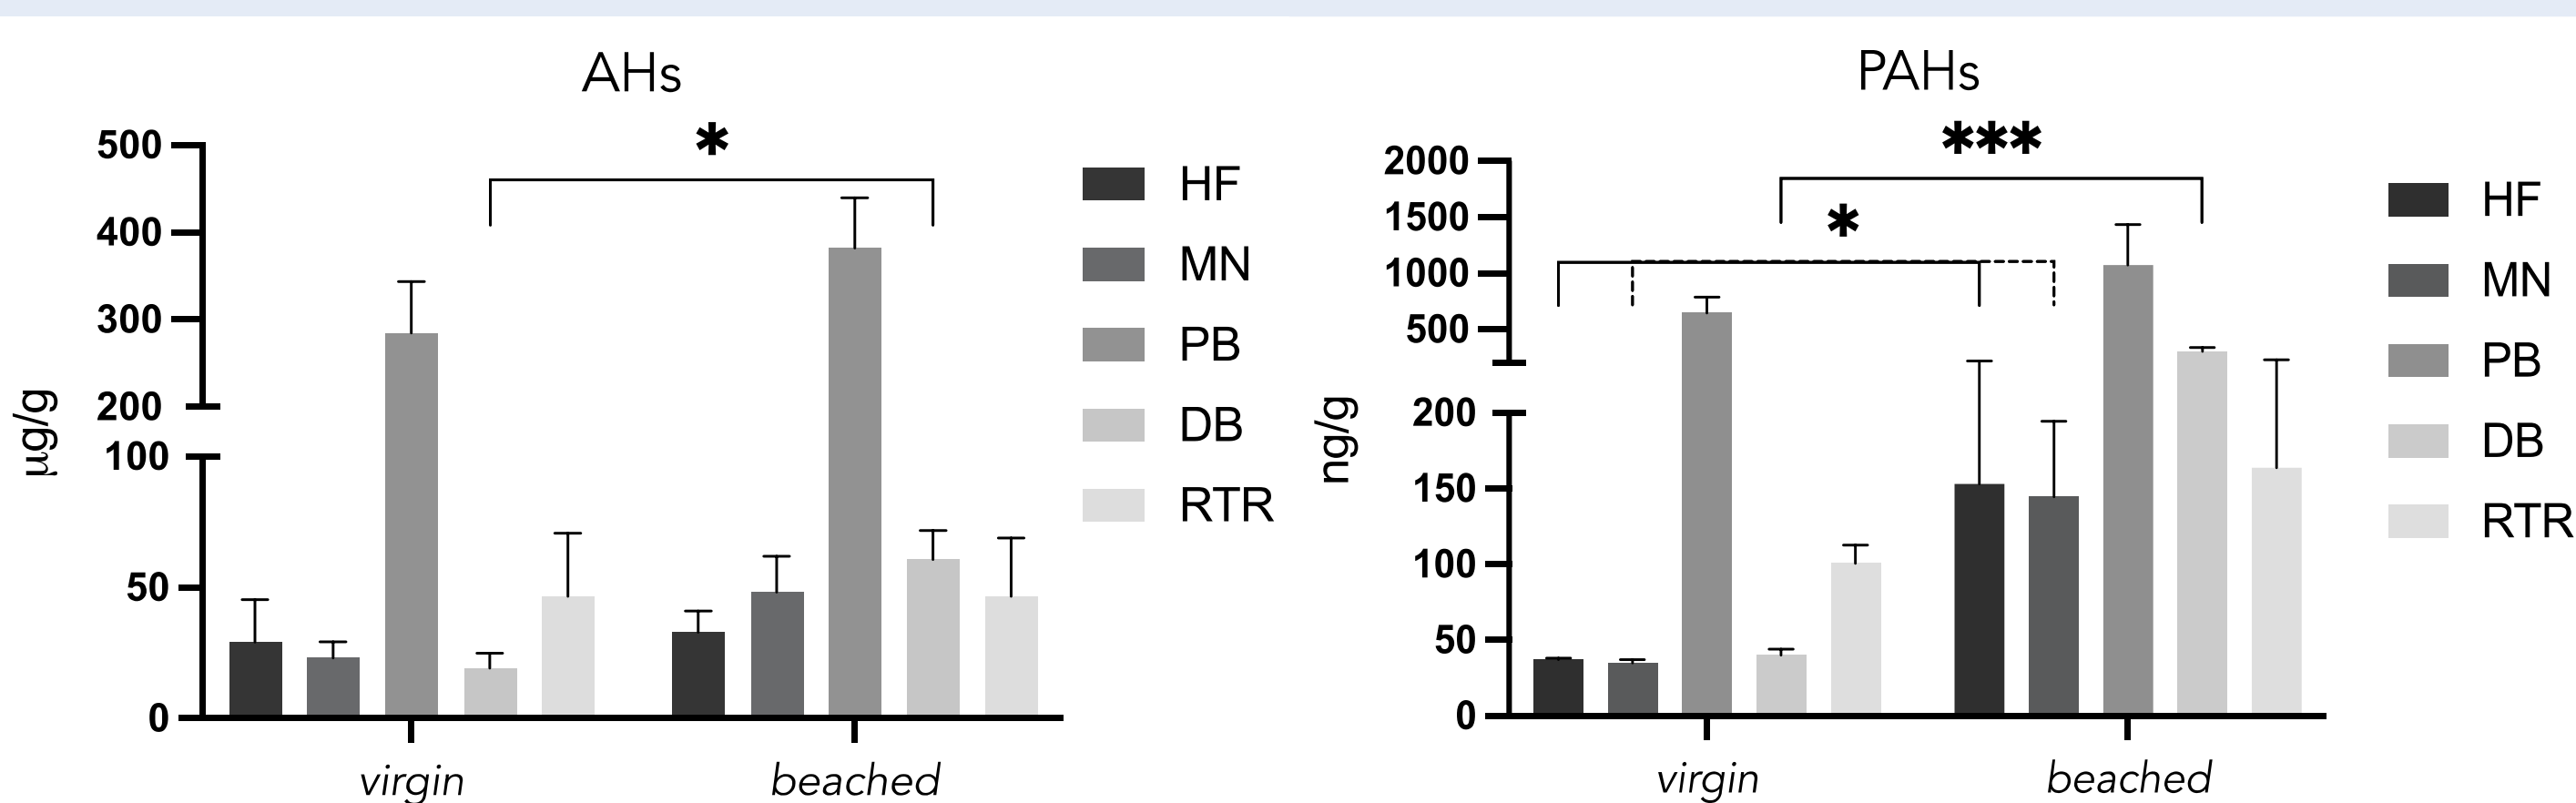 AHs
*
500
400
300
200
100
50
0
µg/g
virgin
beached
HF
MN
PB
DB
RTR
PAHs
***
*
2000
1500
1000
500
200
150
100
50
0
ng/g
virgin
beached
HF
MN
PB
DB
RTR